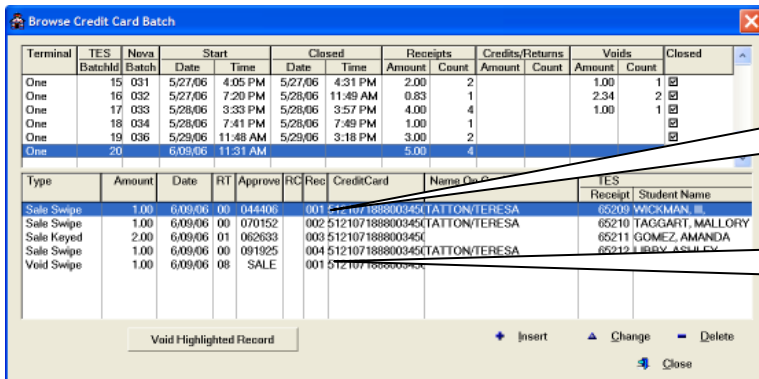 Browse Credit Card Batch
Terminal TES Nova Start Closed Receipts Credits/Returns Voids Closed
BatchId Batch Date Time Date Time Amount Count Amount Count Amount Count
One 15 031 5/27/06 4:05 PM 5/27/06 4:31 PM 2.00 2 1.00 1
One 16 032 5/27/06 7:20 PM 5/28/06 11:49 AM 0.83 1 2.34 2
One 17 033 5/28/06 3:33 PM 5/28/06 3:57 PM 4.00 4 1.00 1
One 18 034 5/28/06 7:41 PM 5/28/06 7:49 PM 1.00 1
One 19 036 5/29/06 11:48 AM 5/29/06 3:18 PM 3.00 2
One 20 6/09/06 11:31 AM 5.00 4
Type Amount Date RT Approve RC Rec CreditCard Name On TES
Receipt Student Name
Sale Swipe 1.00 6/09/06 00 044406 001 TATTON/TERESA 65209 WICKMAN,
Sale Swipe 1.00 6/09/06 00 070152 002 TATTON/TERESA 65210 TAGGART, MALLORY
Sale Keyed 2.00 6/09/06 01 062633 003 65211 GOMEZ, AMANDA
Sale Swipe 1.00 6/09/06 00 091925 004 TATTON/TERESA 65212 LIBBY, ASHLEY
Void Swipe 1.00 6/09/06 08 SALE 001
Void Highlighted Record
Insert Change Delete
Close